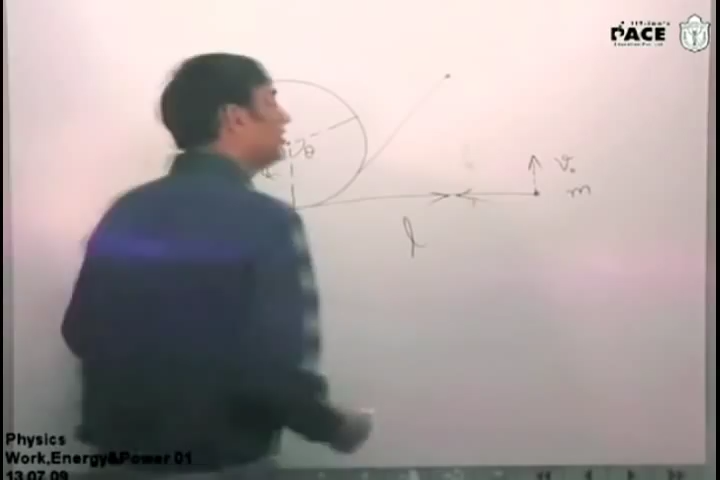 PACE
θ
R
v₀
m
l
Physics
Work,Energy&Power 01
13.07.09